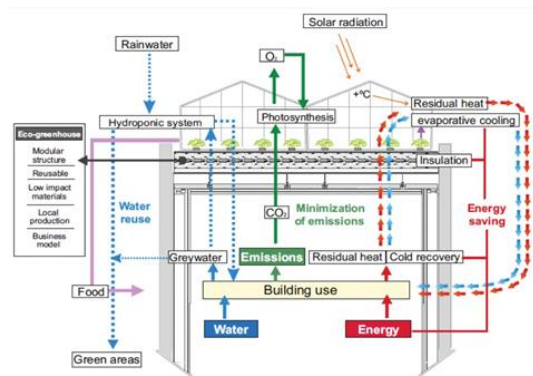 Solar radiation
Rainwater
O₂
+ºC
Residual heat
Hydroponic system
Photosynthesis
evaporative cooling
Eco-greenhouse
Modular
structure
Reusable
Low impact
materials
Local
production
Business
model
Insulation
Water
reuse
CO₂
Minimization
of emissions
Energy
saving
Greywater
Emissions
Residual heat
Cold recovery
Food
Building use
Water
Energy
Green areas